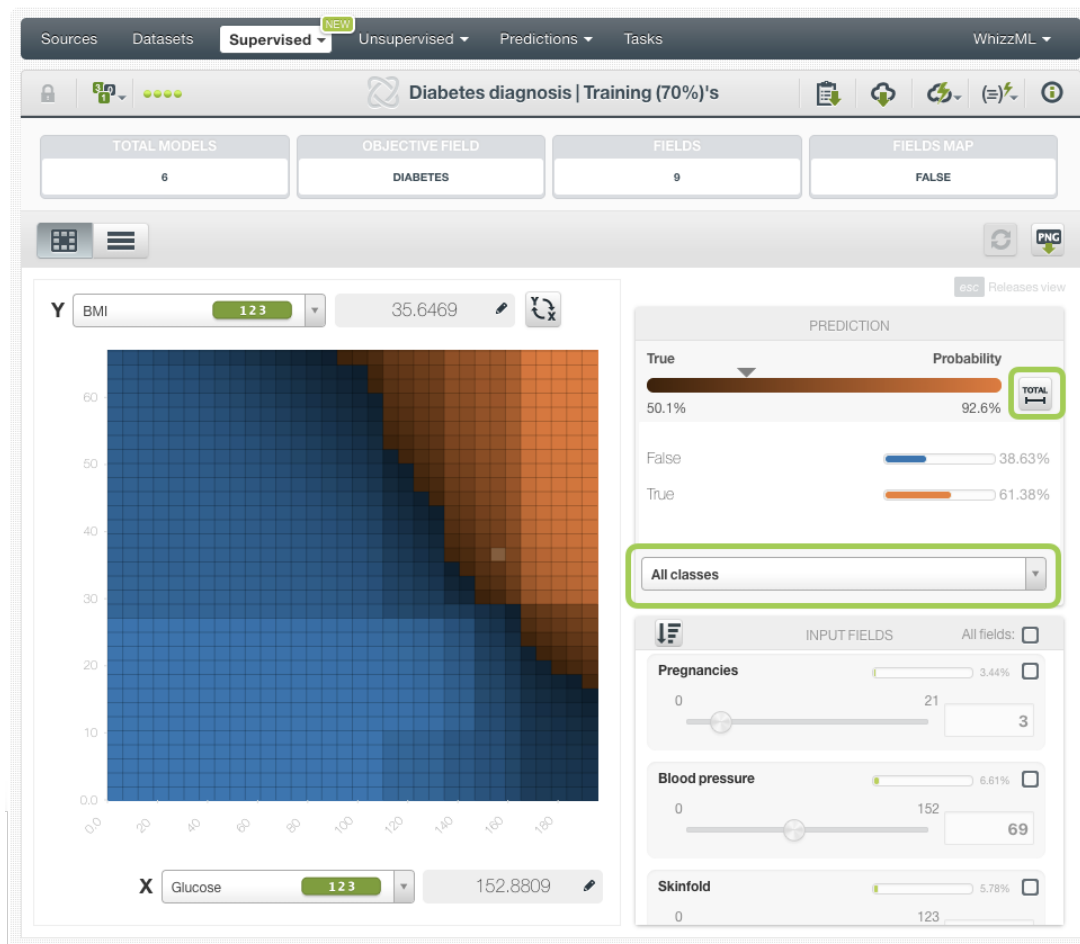 NEW
Sources Datasets Supervised Unsupervised Predictions Tasks WhizzML
Diabetes diagnosis | Training (70%)'s
TOTAL MODELS OBJECTIVE FIELD FIELDS FIELDS MAP
6 DIABETES 9 FALSE
PNG
esc Releases view
Y BMI 123 35.6469 Y X
PREDICTION
True Probability
TOTAL
50.1% 92.6%
False 38.63%
True 61.38%
All classes
60
50
40
30
20
10
0.0
0.0 20 40 60 80 100 120 140 160 180
X Glucose 123 152.8809
INPUT FIELDS All fields:
Pregnancies 3.44%
0 21
3
Blood pressure 6.61%
0 152
69
Skinfold 5.78%
0 123